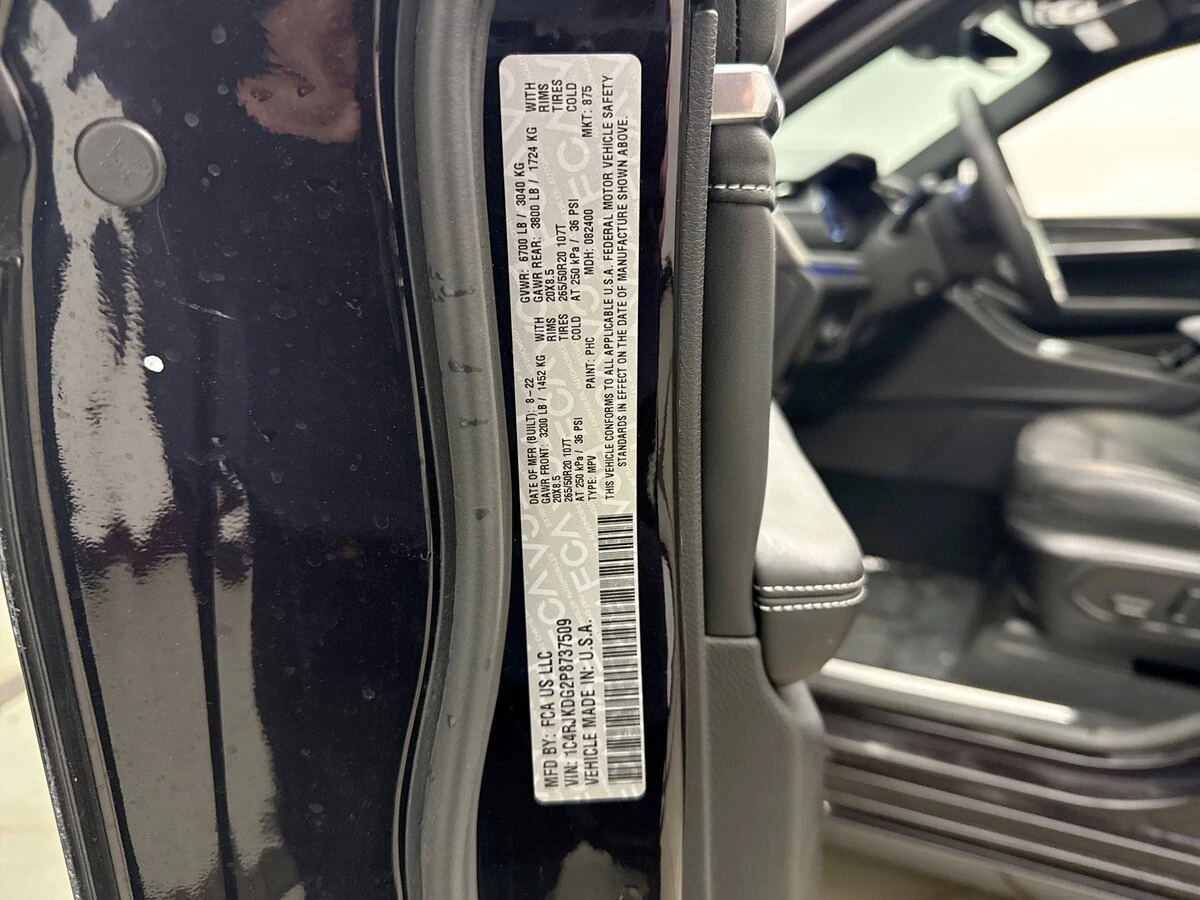 MFD BY: FCA US LLC
VIN: 1C4RJKDG2P8737509
VEHICLE MADE IN: U.S.A.
DATE OF MFR (BUILT): 8-22 GVWR: 6700 LB / 3040 KG
GAWR FRONT: 3200 LB / 1452 KG WITH GAWR REAR: 3800 LB / 1724 KG WITH
20X8.5 RIMS 20X8.5 RIMS
265/50R20 107T TIRES 265/50R20 107T TIRES
AT 250 kPa / 36 PSI COLD AT 250 kPa / 36 PSI COLD
TYPE: MPV PAINT: PHC MDH: 082400 MKT: 875
THIS VEHICLE CONFORMS TO ALL APPLICABLE U.S.A. FEDERAL MOTOR VEHICLE SAFETY
STANDARDS IN EFFECT ON THE DATE OF MANUFACTURE SHOWN ABOVE.